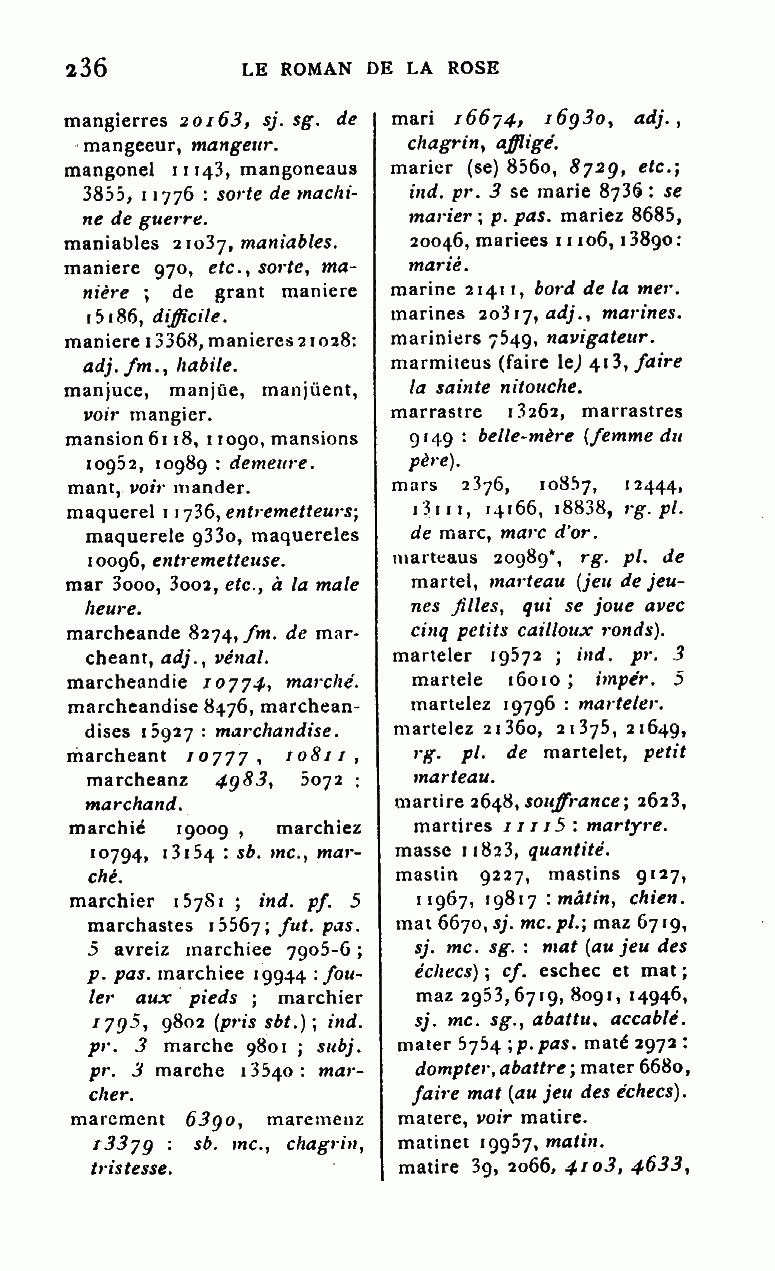 236
LE ROMAN DE LA ROSE
mangierres 20163, sj. sg. de
mangeeur, mangeur.
mangonel 11143, mangoneaus
3855, 11776 : sorte de machi-
ne de guerre.
maniables 21037, maniables.
maniere 970, etc., sorte, ma-
nière ; de grant maniere
15186, difficile.
maniere 13368, manieres 21028:
adj. fm., habile.
manjuce, manjüe, manjüent,
voir mangier.
mansion 6118, 11090, mansions
10952, 10989 : demeure.
mant, voir mander.
maquerel 11736, entremetteurs;
maquerele 9330, maquereles
10096, entremetteuse.
mar 3000, 3002, etc., à la male
heure.
marcheande 8274, fm. de mar-
cheant, adj., vénal.
marcheandie 10774, marché.
marcheandise 8476, marchean-
dises 15927 : marchandise.
marcheant 10777, 10811,
marcheanz 4983, 5072 :
marchand.
marchié 19009, marchiez
10794, 13154 : sb. mc., mar-
ché.
marchier 15781 ; ind. pf. 5
marchastes 15567; fut. pas.
5 avreiz marchiee 7905-6 ;
p. pas. marchiee 19944 : fou-
ler aux pieds ; marchier
1795, 9802 (pris sbt.) ; ind.
pr. 3 marche 9801 ; subj.
pr. 3 marche 13540 : mar-
cher.
marement 6390, maremenz
13379 : sb. mc., chagrin,
tristesse.
mari 16674, 16930, adj.,
chagrin, affligé.
marier (se) 8560, 8729, etc.;
ind. pr. 3 se marie 8736 : se
marier ; p. pas. mariez 8685,
20046, mariees 11106, 13890:
marié.
marine 21411, bord de la mer.
marines 20317, adj., marines.
mariniers 7549, navigateur.
marmiteus (faire le) 413, faire
la sainte nitouche.
marrastre 13262, marrastres
9149 : belle-mère (femme du
père).
mars 2376, 10857, 12444,
13111, 14166, 18838, rg. pl.
de marc, marc d'or.
marteaus 20989*, rg. pl. de
martel, marteau (jeu de jeu-
nes filles, qui se joue avec
cinq petits cailloux ronds).
marteler 19572 ; ind. pr. 3
martele 16010 ; impér. 5
martelez 19796 : marteler.
martelez 21360, 21375, 21649,
rg. pl. de martelet, petit
marteau.
martire 2648, souffrance ; 2623,
martires 11115 : martyre.
masse 11823, quantité.
mastin 9227, mastins 9127,
11967, 19817 : mâtin, chien.
mat 6670, sj. mc. pl.; maz 6719,
sj. mc. sg. : mat (au jeu des
échecs) ; cf. eschec et mat ;
maz 2953, 6719, 8091, 14946,
sj. mc. sg., abattu, accablé.
mater 5754 ; p. pas. maté 2972 :
dompter, abattre ; mater 6680,
faire mat (au jeu des échecs).
matere, voir matire.
matinet 19957, matin.
matire 39, 2066, 4103, 4633,